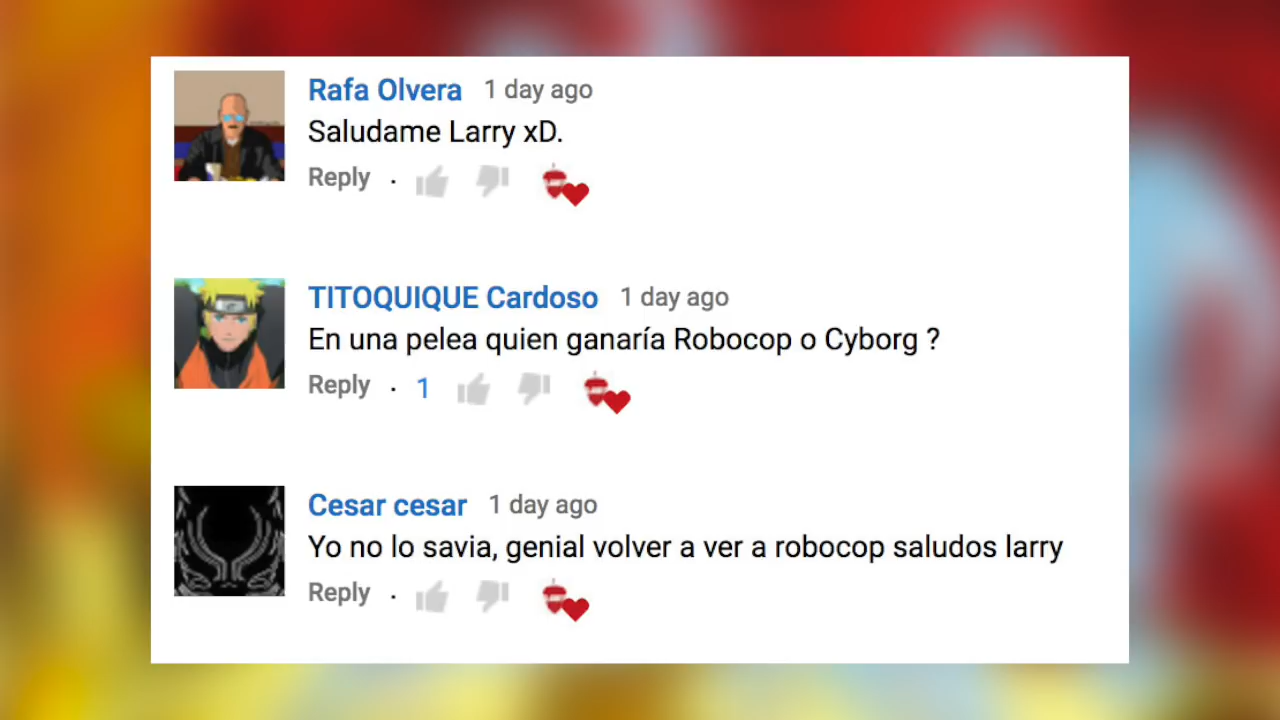 Rafa Olvera 1 day ago
Saludame Larry xD.
Reply .
TITOQUIQUE Cardoso 1 day ago
En una pelea quien ganaría Robocop o Cyborg ?
Reply . 1
Cesar cesar 1 day ago
Yo no lo savia, genial volver a ver a robocop saludos larry
Reply .